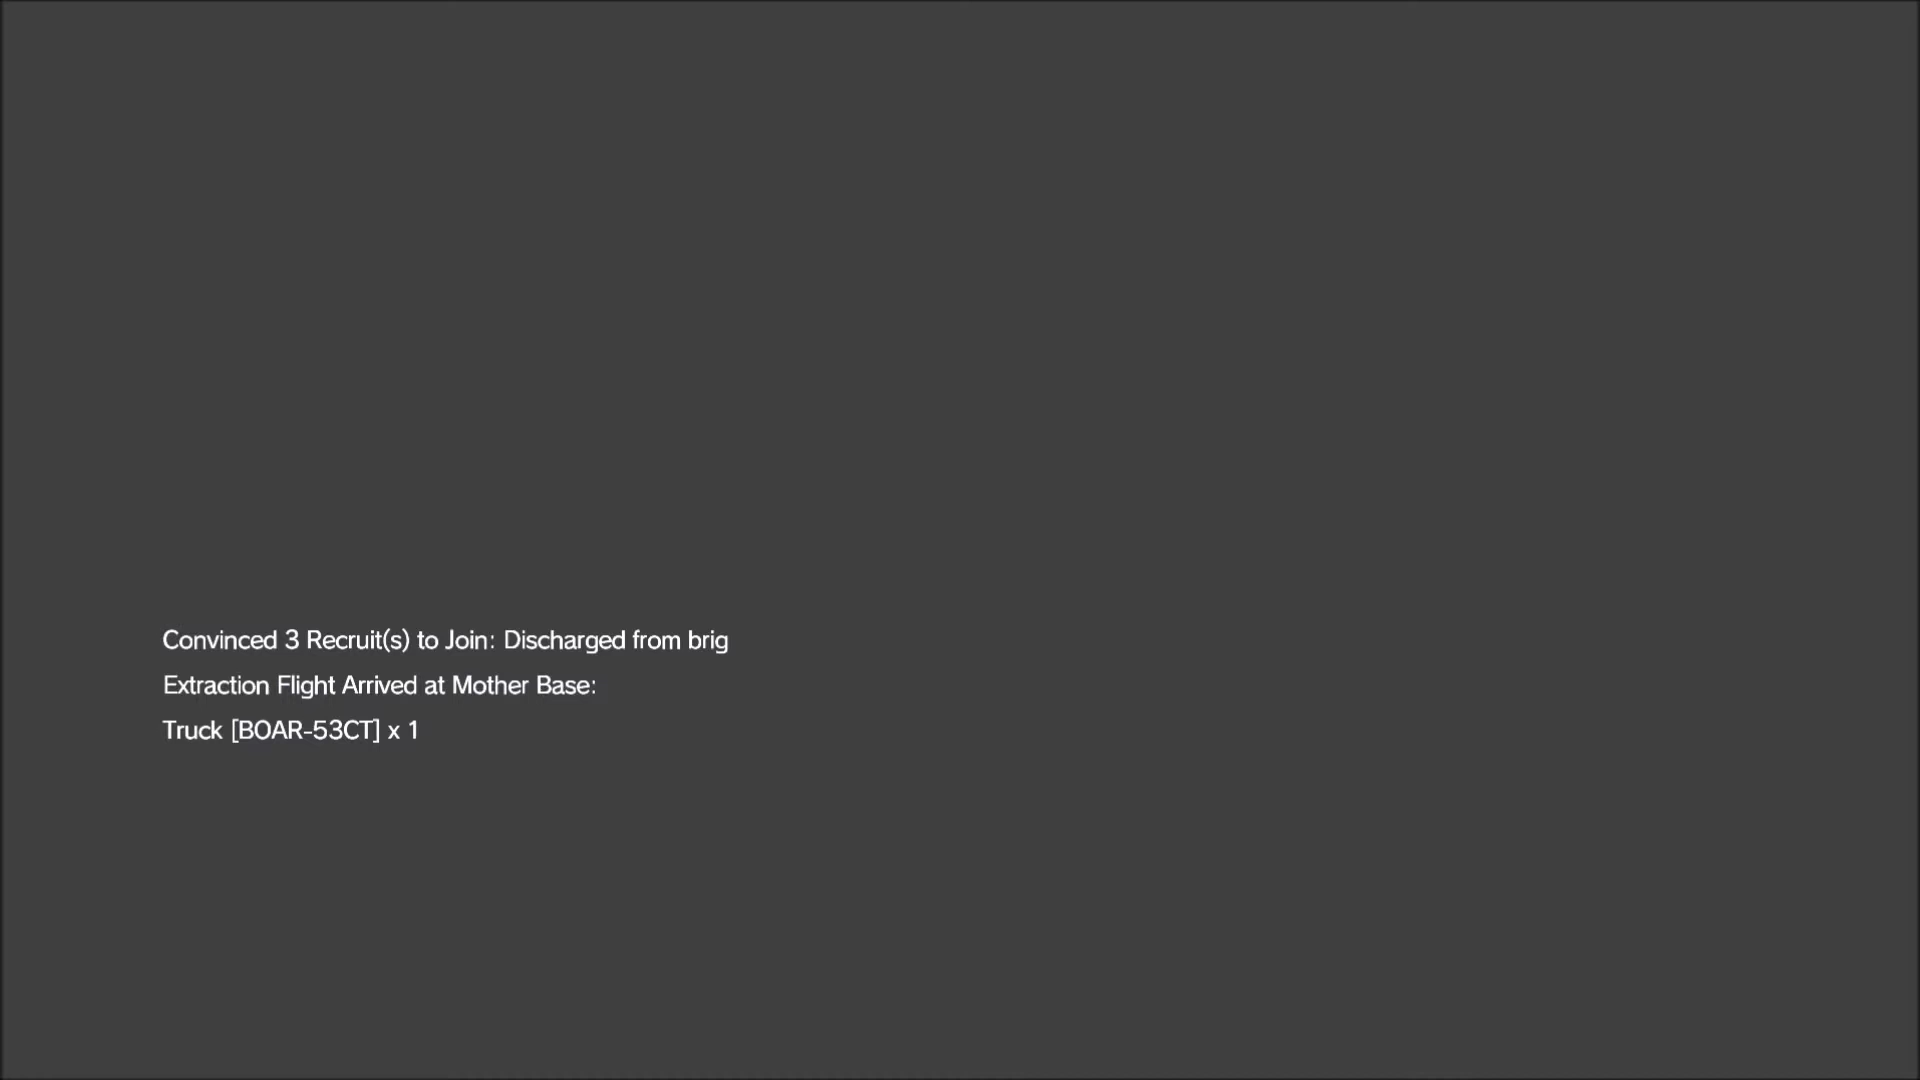 Convinced 3 Recruit(s) to Join: Discharged from brig
Extraction Flight Arrived at Mother Base:
Truck [BOAR-53CT] x 1